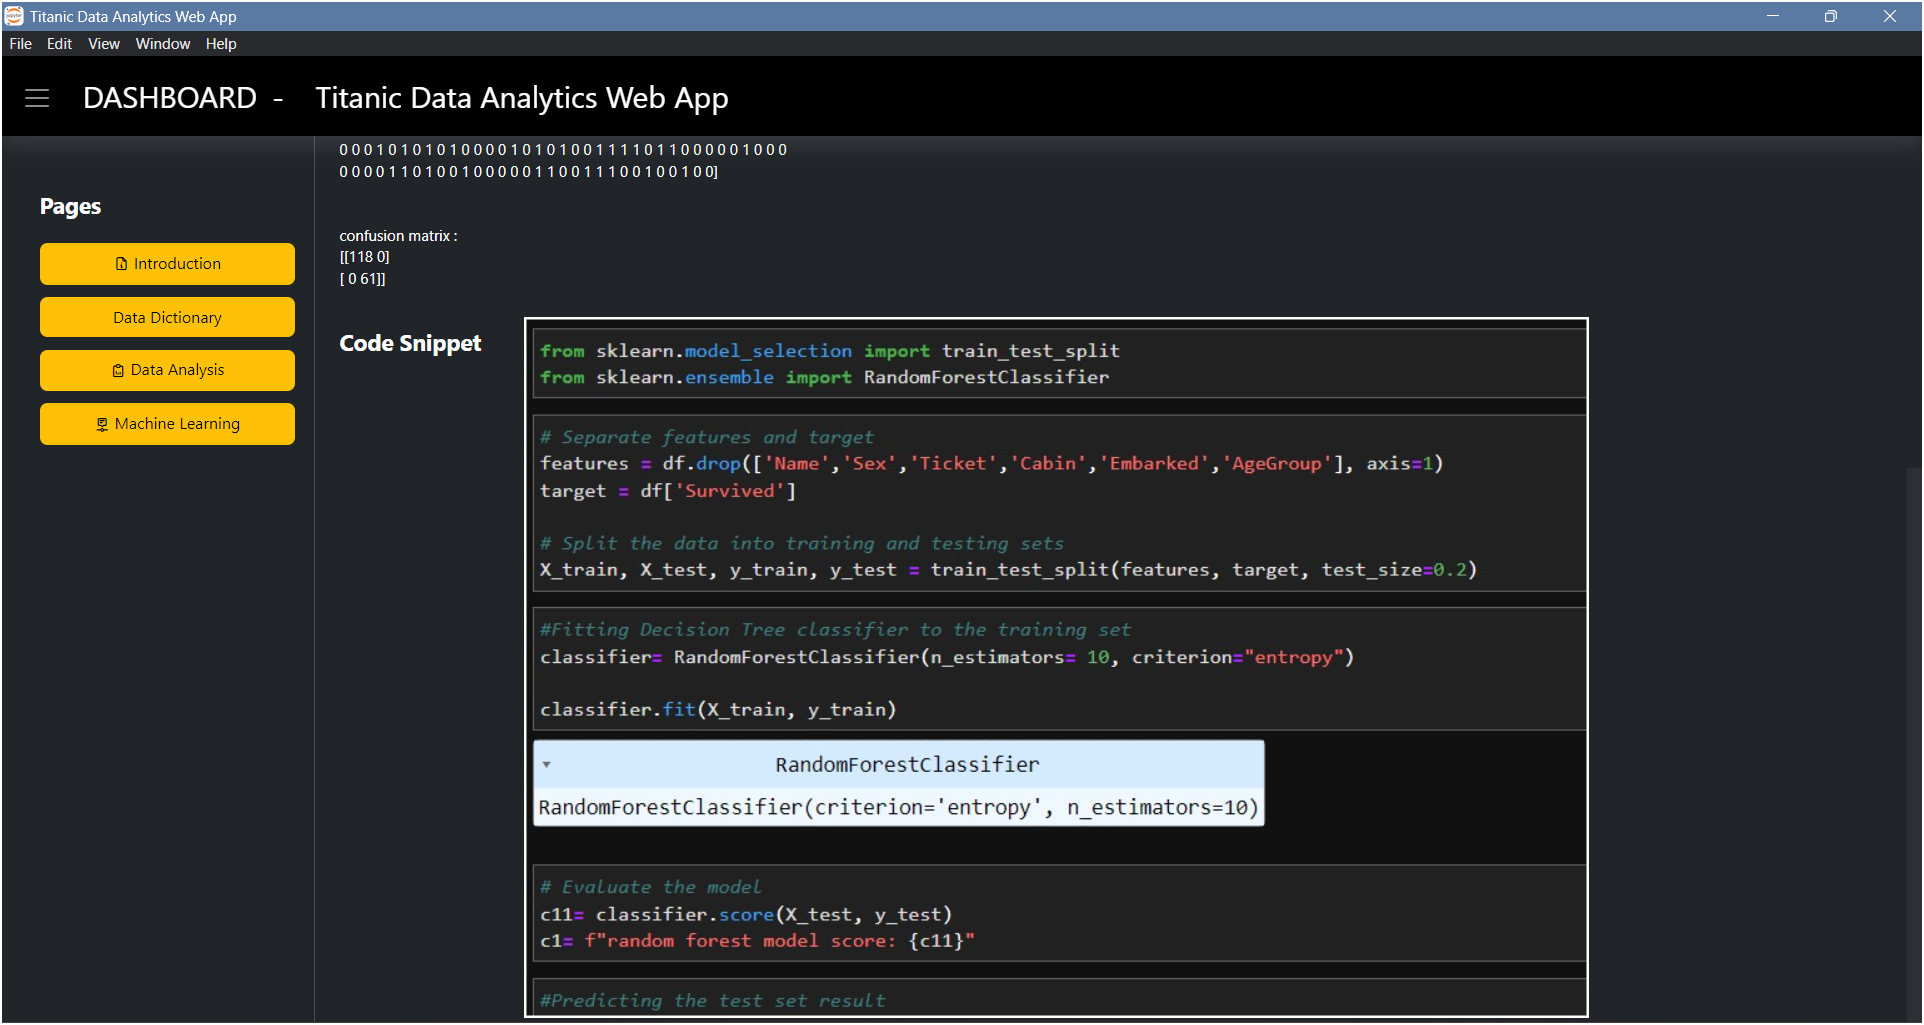 Titanic Data Analytics Web App
File Edit View Window Help
DASHBOARD - Titanic Data Analytics Web App
Pages
Introduction
Data Dictionary
Data Analysis
Machine Learning
0 0 0 1 0 1 0 1 0 1 0 0 0 0 1 0 1 0 1 0 0 1 1 1 1 0 1 1 0 0 0 0 0 1 0 0 0
0 0 0 0 1 1 0 1 0 0 1 0 0 0 0 0 1 1 0 0 1 1 1 0 0 1 0 0 1 0 0]
confusion matrix :
[[118 0]
[ 0 61]]
Code Snippet
from sklearn.model_selection import train_test_split
from sklearn.ensemble import RandomForestClassifier
# Separate features and target
features = df.drop(['Name','Sex','Ticket','Cabin','Embarked','AgeGroup'], axis=1)
target = df['Survived']
# Split the data into training and testing sets
X_train, X_test, y_train, y_test = train_test_split(features, target, test_size=0.2)
#Fitting Decision Tree classifier to the training set
classifier= RandomForestClassifier(n_estimators= 10, criterion="entropy")
classifier.fit(X_train, y_train)
RandomForestClassifier
RandomForestClassifier(criterion='entropy', n_estimators=10)
# Evaluate the model
c11= classifier.score(X_test, y_test)
c1= f"random forest model score: {c11}"
#Predicting the test set result